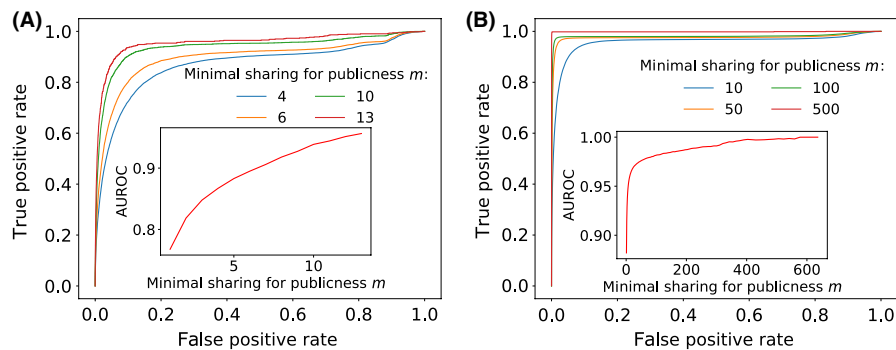 (A)
True positive rate
1.0
0.8
0.6
0.4
0.2
0.0
Minimal sharing for publicness m:
4 10
6 13
AUROC
0.9
0.8
5 10
Minimal sharing for publicness m
0.0 0.2 0.4 0.6 0.8 1.0
False positive rate
(B)
True positive rate
1.0
0.8
0.6
0.4
0.2
0.0
Minimal sharing for publicness m:
10 100
50 500
AUROC
1.00
0.95
0.90
0 200 400 600
Minimal sharing for publicness m
0.0 0.2 0.4 0.6 0.8 1.0
False positive rate